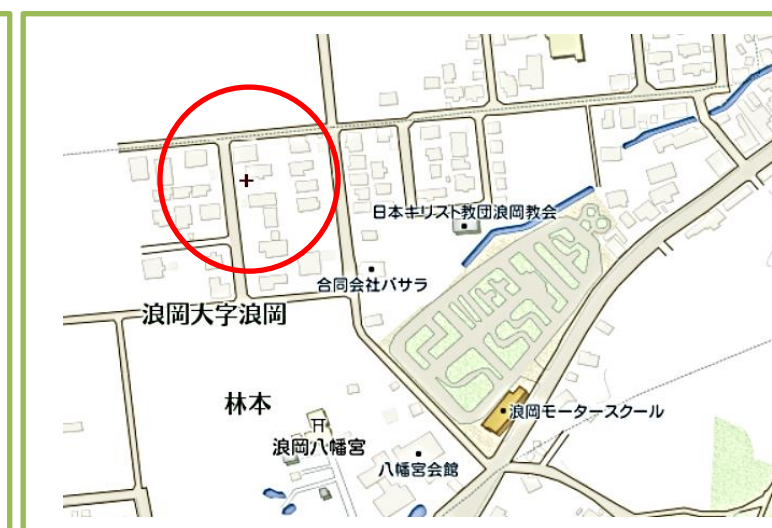 日本キリスト教団浪岡教会
合同会社バサラ
浪岡大字浪岡
林本
浪岡モータースクール
浪岡八幡宮
八幡宮会館